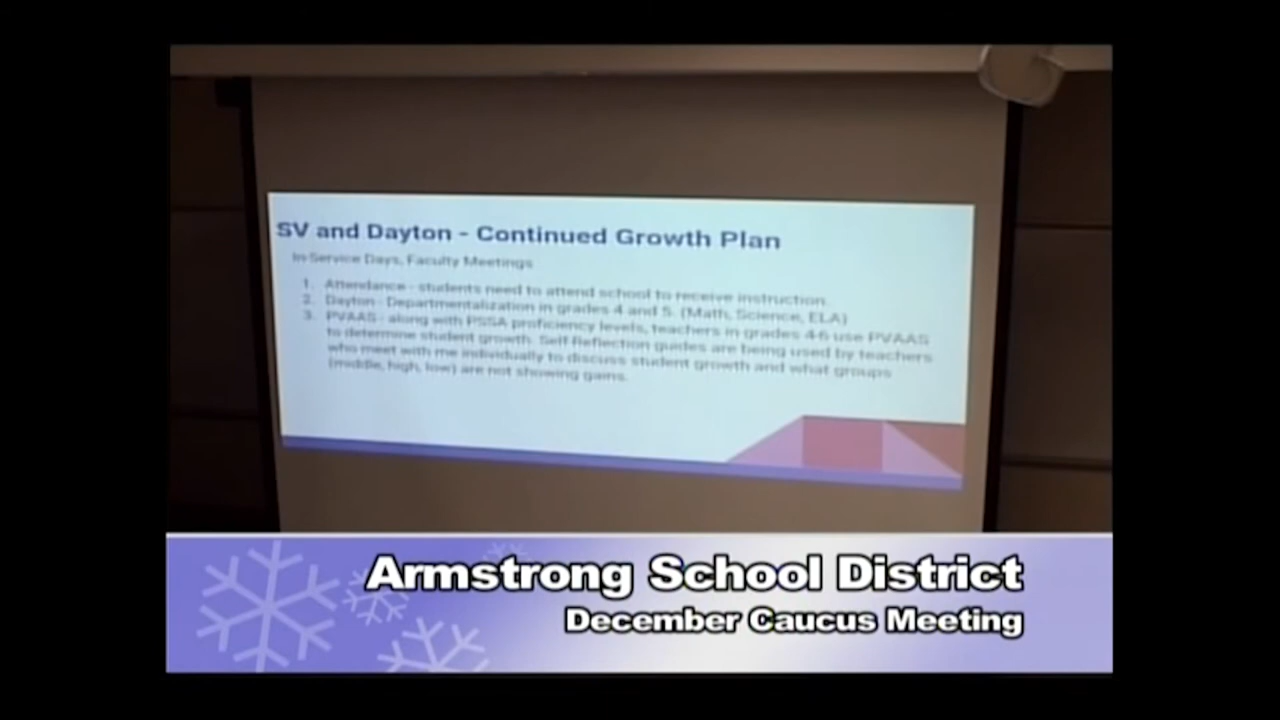 SV and Dayton - Continued Growth Plan
In-Service Days, Faculty Meetings
1. Attendance - students need to attend school to receive instruction.
2. Dayton - Departmentalization in grades 4 and 5. (Math, Science, ELA)
3. PVAAS - along with PSSA proficiency levels, teachers in grades 4-6 use PVAAS
to determine student growth. Self-Reflection guides are being used by teachers
who meet with me individually to discuss student growth and what groups
(middle, high, low) are not showing gains.
Armstrong School District
December Caucus Meeting